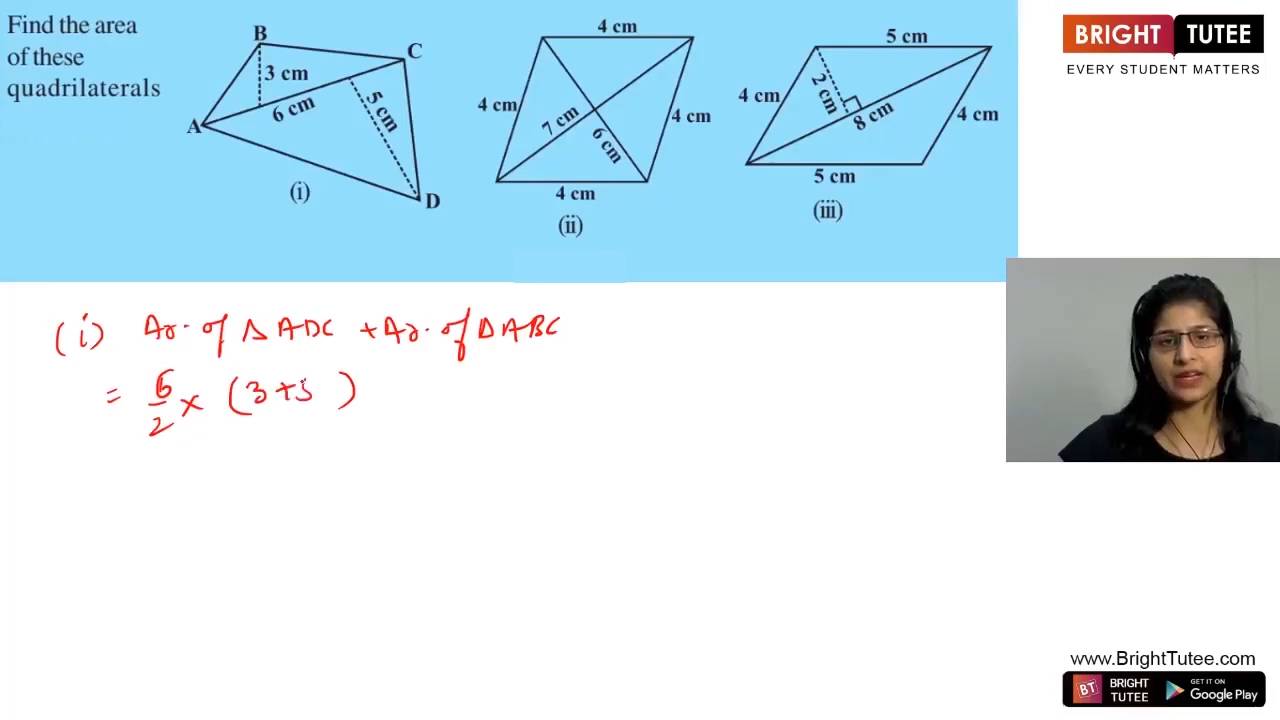 Find the area
of these
quadrilaterals
B
C
3 cm
6 cm
5 cm
A
D
(i)
4 cm
4 cm
7 cm
6 cm
4 cm
4 cm
(ii)
5 cm
4 cm
2 cm
8 cm
4 cm
5 cm
(iii)
BRIGHT TUTEE
EVERY STUDENT MATTERS
(i) Ar. of Δ ADC + Ar. of Δ ABC
= 6/2 × (3+5)
www.BrightTutee.com
BT BRIGHT TUTEE
GET IT ON
Google Play